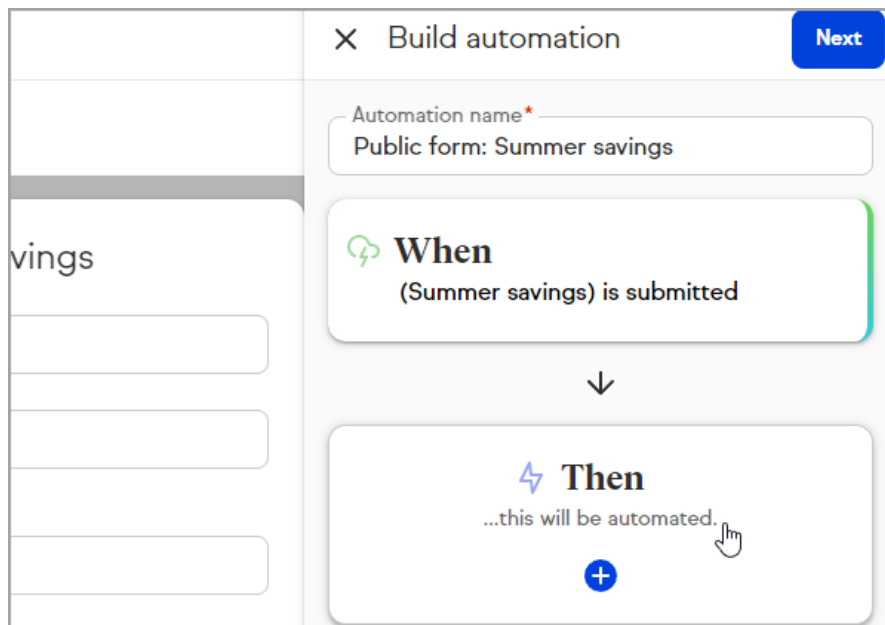 Build automation
Next
Automation name*
Public form: Summer savings
vings
When
(Summer savings) is submitted
Then
...this will be automated.